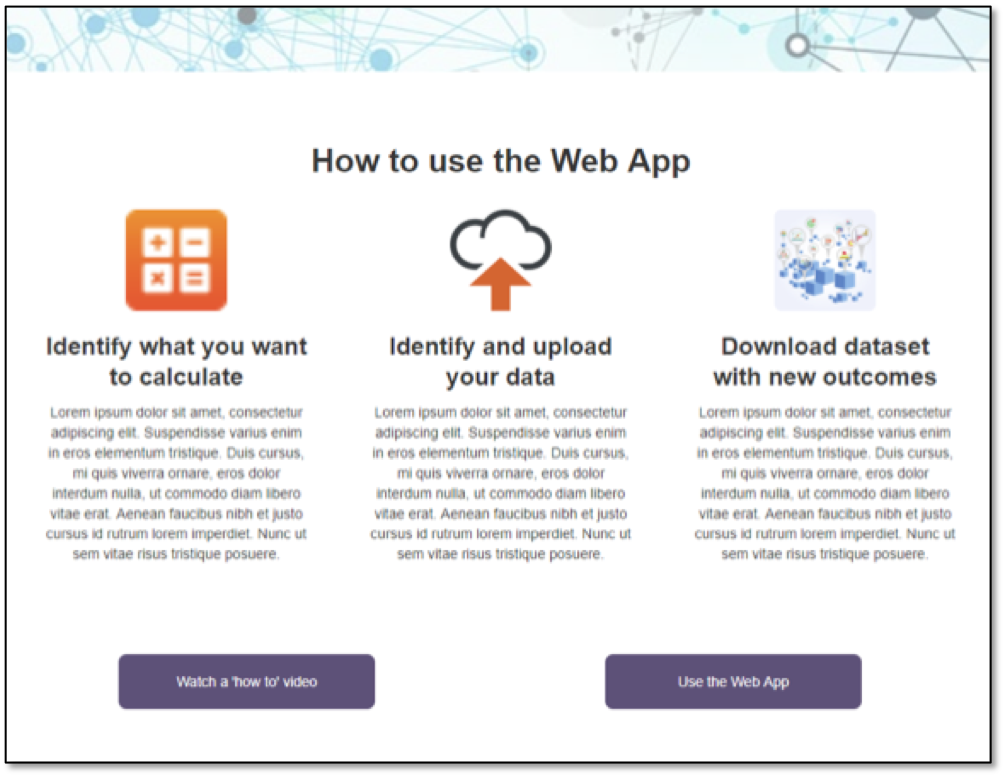 How to use the Web App
Identify what you want
to calculate
Lorem ipsum dolor sit amet, consectetur
adipiscing elit. Suspendisse varius enim
in eros elementum tristique. Duis cursus,
mi quis viverra ornare, eros dolor
interdum nulla, ut commodo diam libero
vitae erat. Aenean faucibus nibh et justo
cursus id rutrum lorem imperdiet. Nunc ut
sem vitae risus tristique posuere.
Identify and upload
your data
Lorem ipsum dolor sit amet, consectetur
adipiscing elit. Suspendisse varius enim
in eros elementum tristique. Duis cursus,
mi quis viverra ornare, eros dolor
interdum nulla, ut commodo diam libero
vitae erat. Aenean faucibus nibh et justo
cursus id rutrum lorem imperdiet. Nunc ut
sem vitae risus tristique posuere.
Download dataset
with new outcomes
Lorem ipsum dolor sit amet, consectetur
adipiscing elit. Suspendisse varius enim
in eros elementum tristique. Duis cursus,
mi quis viverra ornare, eros dolor
interdum nulla, ut commodo diam libero
vitae erat. Aenean faucibus nibh et justo
cursus id rutrum lorem imperdiet. Nunc ut
sem vitae risus tristique posuere.
Watch a 'how to' video
Use the Web App